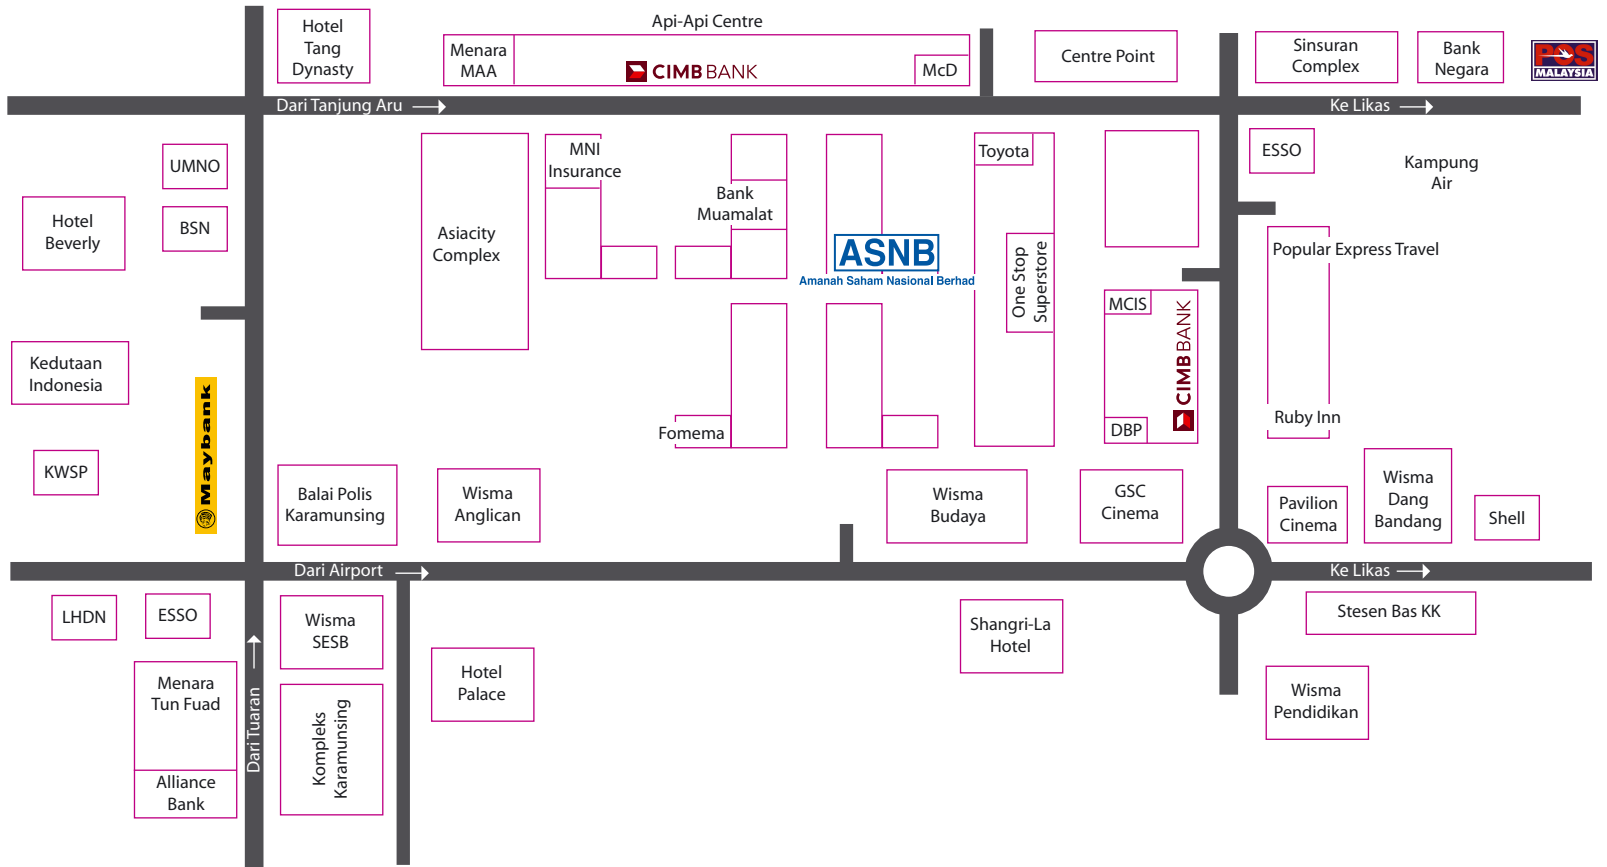 Hotel
Tang
Dynasty
Api-Api Centre
Menara
MAA
CIMB BANK
McD
Centre Point
Sinsuran
Complex
Bank
Negara
POS
MALAYSIA
Dari Tanjung Aru
Ke Likas
UMNO
BSN
Hotel
Beverly
Asiacity
Complex
MNI
Insurance
Bank
Muamalat
ASNB
Amanah Saham Nasional Berhad
Toyota
One Stop
Superstore
ESSO
Kampung
Air
Popular Express Travel
MCIS
CIMB BANK
DBP
Ruby Inn
Kedutaan
Indonesia
KWSP
Maybank
Fomema
Balai Polis
Karamunsing
Wisma
Anglican
Wisma
Budaya
GSC
Cinema
Pavilion
Cinema
Wisma
Dang
Bandang
Shell
Dari Airport
Ke Likas
LHDN
ESSO
Wisma
SESB
Shangri-La
Hotel
Stesen Bas KK
Menara
Tun Fuad
Alliance
Bank
Dari Tuaran
Kompleks
Karamunsing
Hotel
Palace
Wisma
Pendidikan